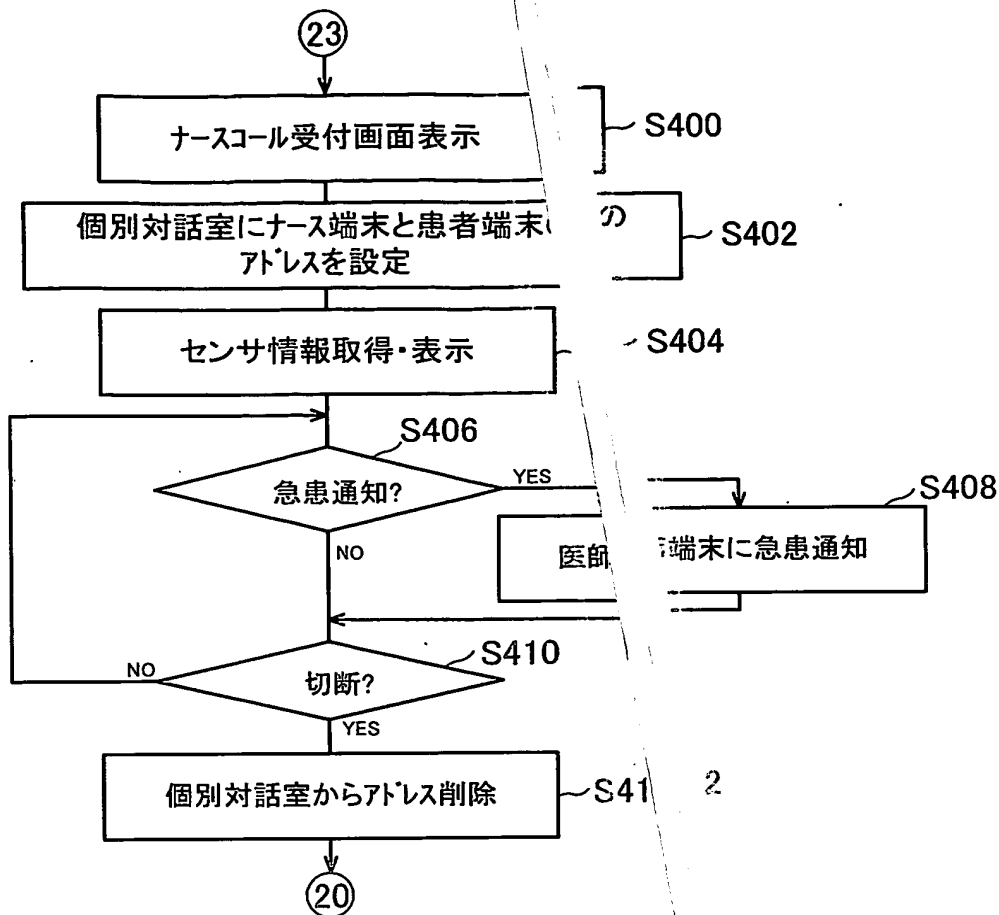 23
ナースコール受付画面表示
S400
個別対話室にナース端末と患者端末の
アドレスを設定
S402
センサ情報取得・表示
S404
S406
急患通知?
YES
NO
S408
医師 端末に急患通知
S410
切断?
NO
YES
個別対話室からアドレス削除
S412
20